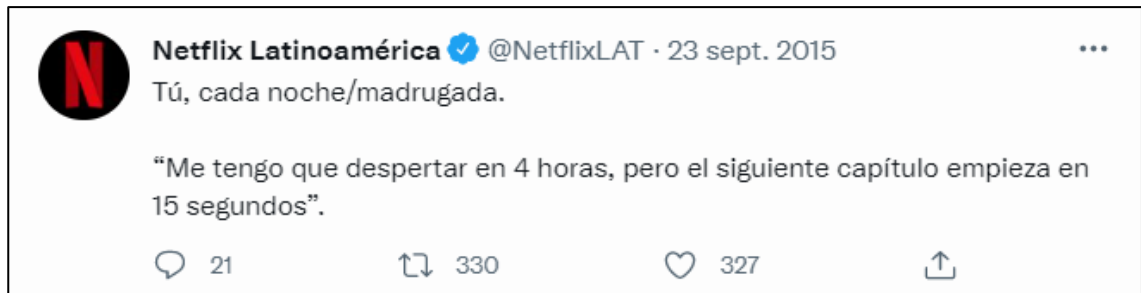 N
Netflix Latinoamérica @NetflixLAT · 23 sept. 2015
Tú, cada noche/madrugada.
“Me tengo que despertar en 4 horas, pero el siguiente capítulo empieza en
15 segundos”.
21 330 327